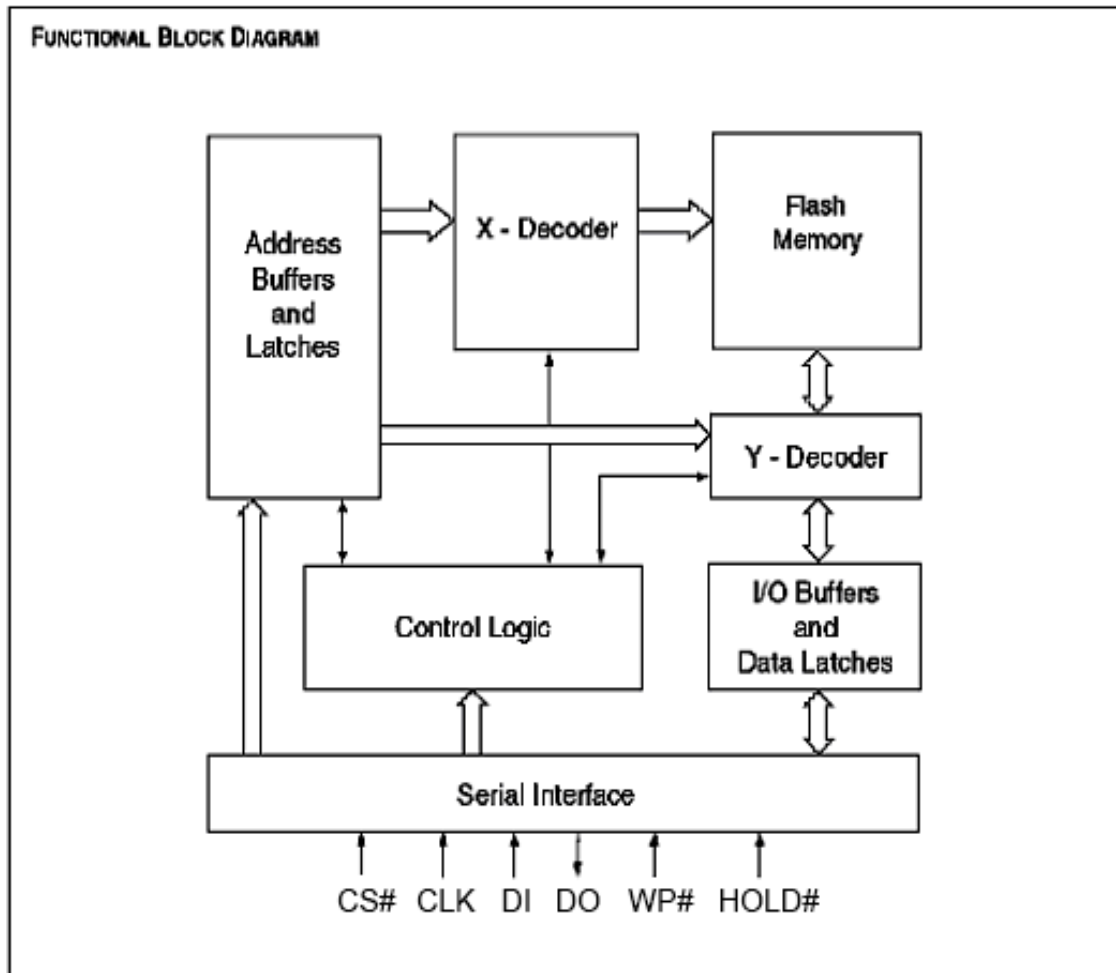 FUNCTIONAL BLOCK DIAGRAM
Address
Buffers
and
Latches
X - Decoder
Flash
Memory
Y - Decoder
Control Logic
I/O Buffers
and
Data Latches
Serial Interface
CS# CLK DI DO WP# HOLD#